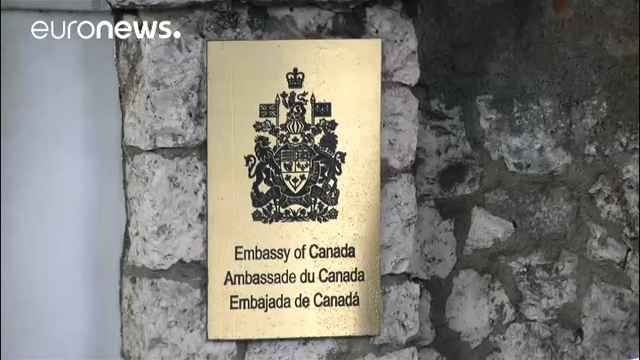 euronews.
Embassy of Canada
Ambassade du Canada
Embajada de Canadá